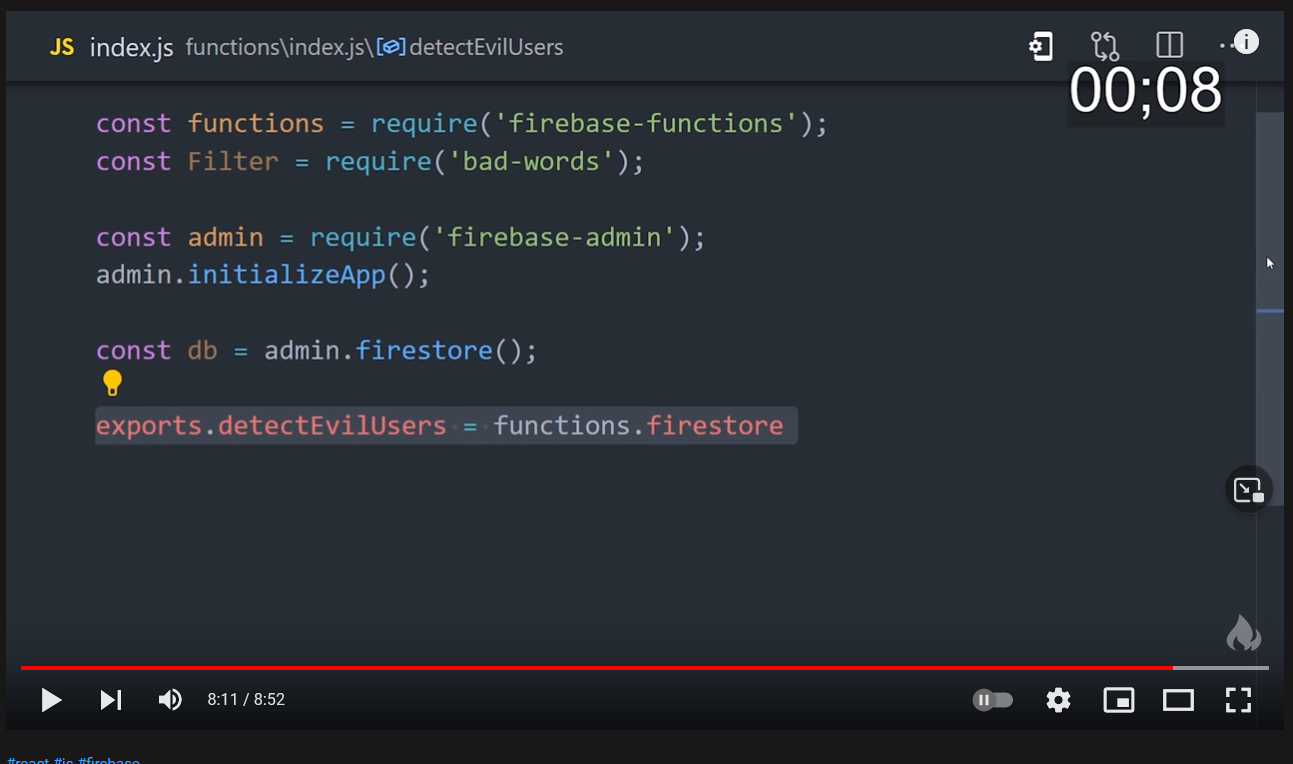 JS index.js functions\index.js\detectEvilUsers
00;08
const functions = require('firebase-functions');
const Filter = require('bad-words');
const admin = require('firebase-admin');
admin.initializeApp();
const db = admin.firestore();
exports.detectEvilUsers = functions.firestore
8:11 / 8:52
#react #js #firebase